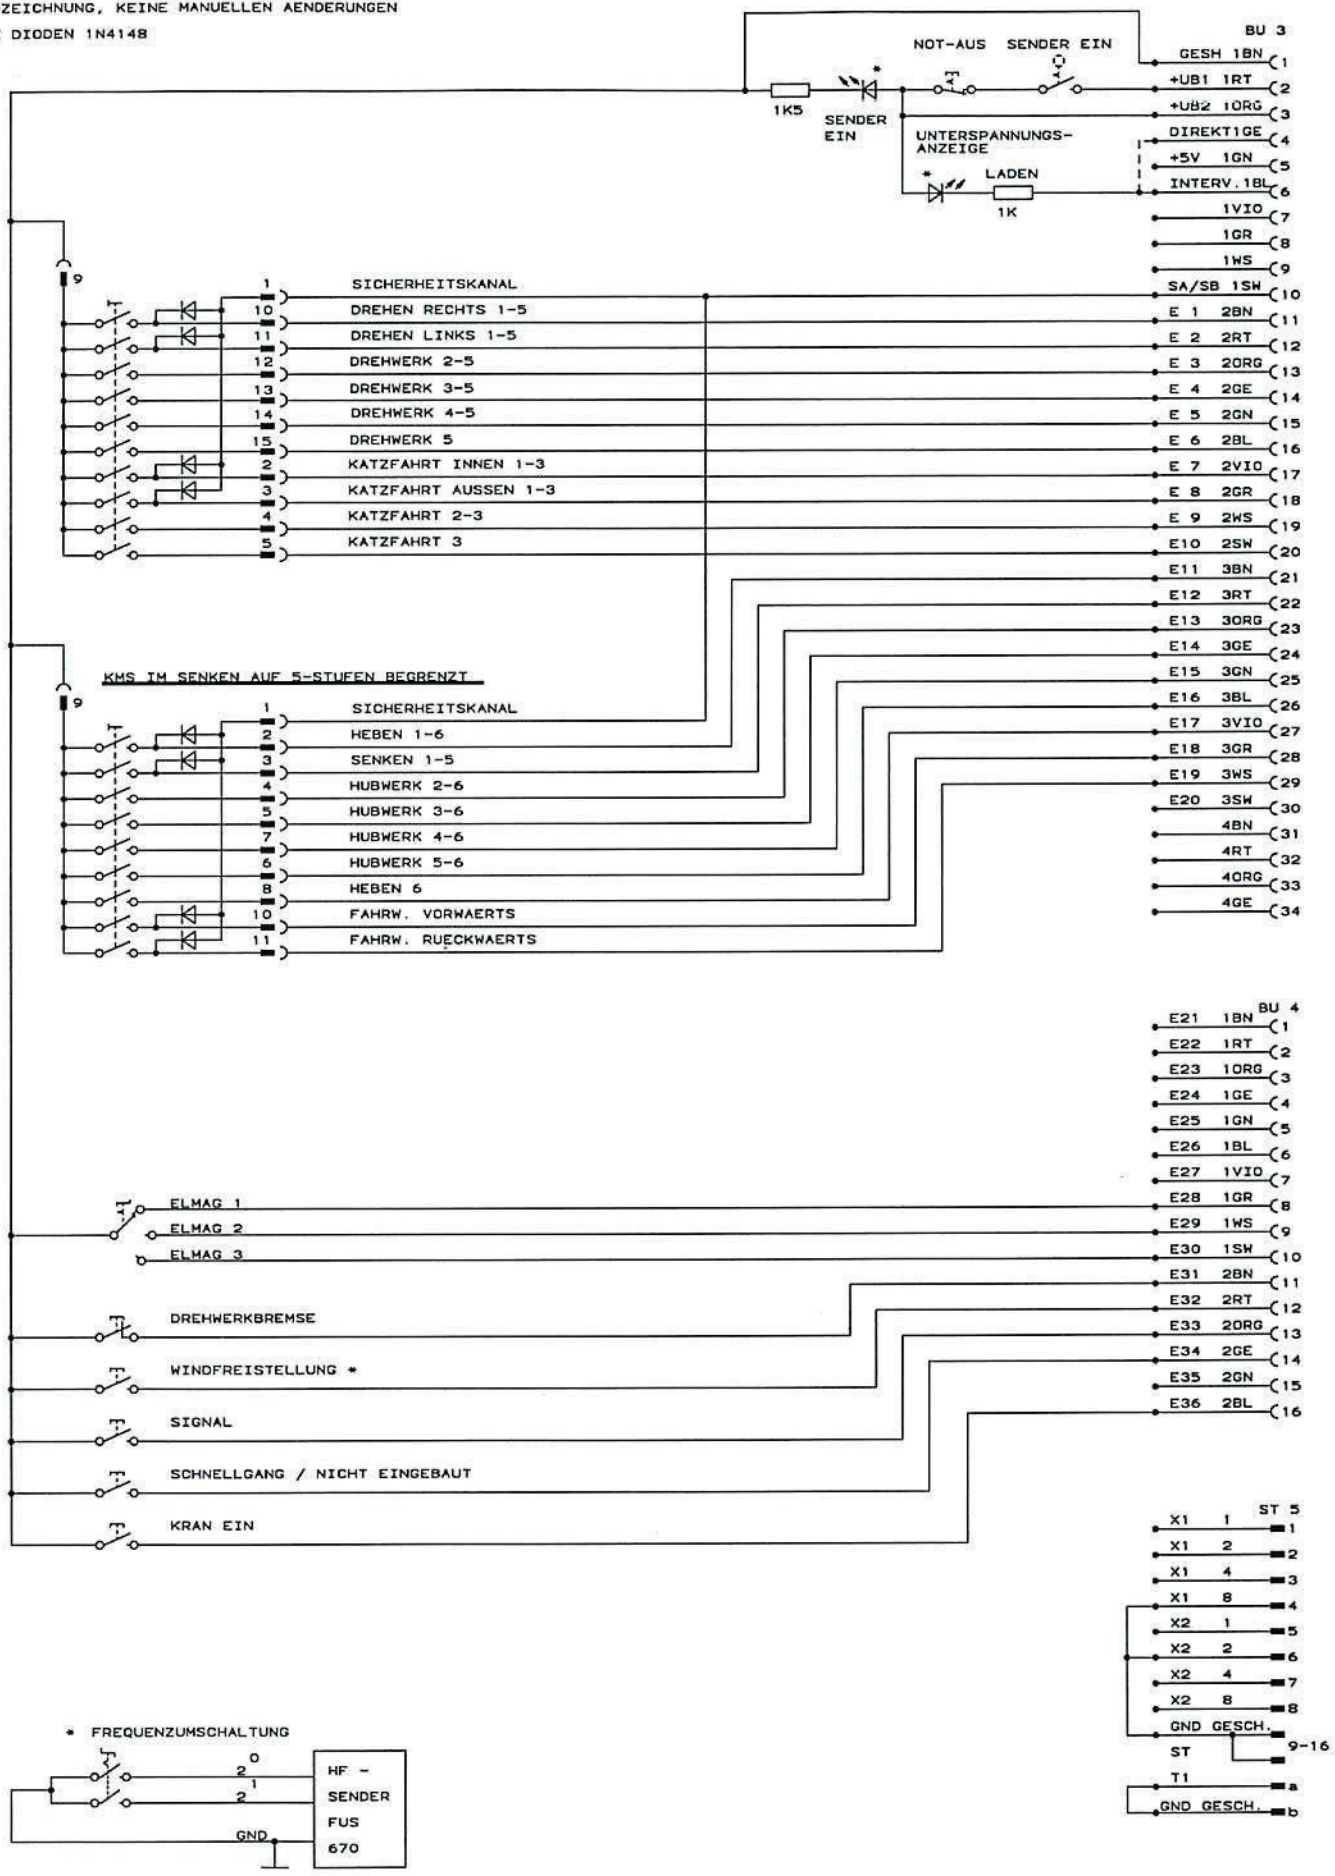 ZEICHNUNG, KEINE MANUELLEN AENDERUNGEN
DIODEN 1N4148
BU 3
NOT-AUS SENDER EIN
GESH 1BN 1
+UB1 1RT 2
1K5
*
SENDER
EIN
+UB2 1ORG 3
UNTERSPANNUNGS-
ANZEIGE
DIREKT1GE 4
+5V 1GN 5
* LADEN
1K
INTERV. 1BL 6
1VIO 7
1GR 8
1WS 9
9
1 SICHERHEITSKANAL SA/SB 1SW 10
10 DREHEN RECHTS 1-5 E 1 2BN 11
11 DREHEN LINKS 1-5 E 2 2RT 12
12 DREHWERK 2-5 E 3 2ORG 13
13 DREHWERK 3-5 E 4 2GE 14
14 DREHWERK 4-5 E 5 2GN 15
15 DREHWERK 5 E 6 2BL 16
2 KATZFAHRT INNEN 1-3 E 7 2VIO 17
3 KATZFAHRT AUSSEN 1-3 E 8 2GR 18
4 KATZFAHRT 2-3 E 9 2WS 19
5 KATZFAHRT 3 E10 2SW 20
E11 3BN 21
E12 3RT 22
E13 3ORG 23
E14 3GE 24
E15 3GN 25
E16 3BL 26
E17 3VIO 27
E18 3GR 28
E19 3WS 29
E20 3SW 30
4BN 31
4RT 32
4ORG 33
4GE 34
KMS IM SENKEN AUF 5-STUFEN BEGRENZT
9
1 SICHERHEITSKANAL
2 HEBEN 1-6
3 SENKEN 1-5
4 HUBWERK 2-6
5 HUBWERK 3-6
7 HUBWERK 4-6
6 HUBWERK 5-6
8 HEBEN 6
10 FAHRW. VORWAERTS
11 FAHRW. RUECKWAERTS
BU 4
E21 1BN 1
E22 1RT 2
E23 1ORG 3
E24 1GE 4
E25 1GN 5
E26 1BL 6
E27 1VIO 7
ELMAG 1 E28 1GR 8
ELMAG 2 E29 1WS 9
ELMAG 3 E30 1SW 10
E31 2BN 11
E32 2RT 12
E33 2ORG 13
E34 2GE 14
E35 2GN 15
E36 2BL 16
DREHWERKBREMSE
WINDFREISTELLUNG *
SIGNAL
SCHNELLGANG / NICHT EINGEBAUT
KRAN EIN
ST 5
X1 1 1
X1 2 2
X1 4 3
X1 8 4
X2 1 5
X2 2 6
X2 4 7
X2 8 8
GND GESCH.
9-16
ST
T1 a
GND GESCH. b
* FREQUENZUMSCHALTUNG
2 0
2 1
GND
HF -
SENDER
FUS
670